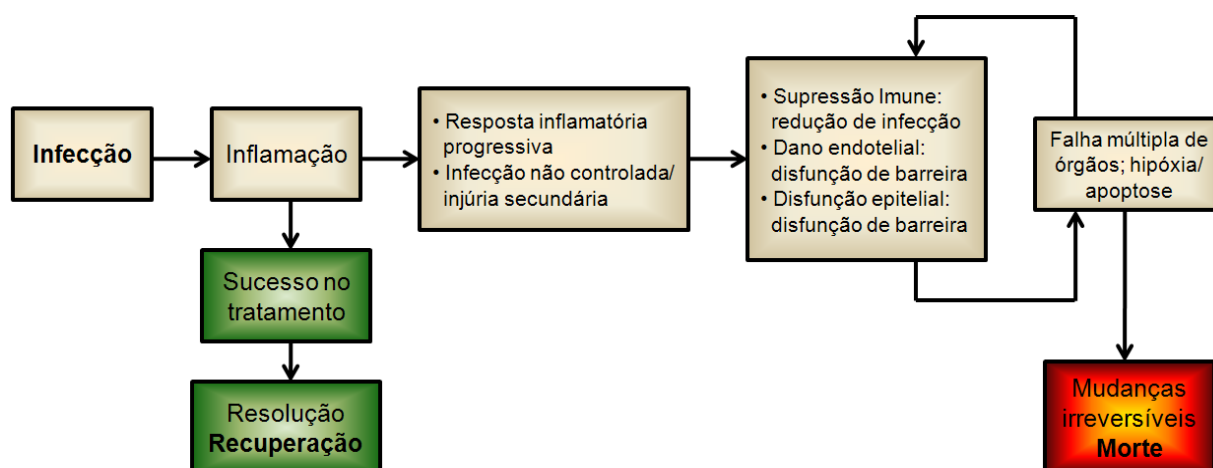 Infecção
Inflamação
• Resposta inflamatória
progressiva
• Infecção não controlada/
injúria secundária
• Supressão Imune:
redução de infecção
• Dano endotelial:
disfunção de barreira
• Disfunção epitelial:
disfunção de barreira
Falha múltipla de
órgãos; hipóxia/
apoptose
Sucesso no
tratamento
Resolução
Recuperação
Mudanças
irreversíveis
Morte